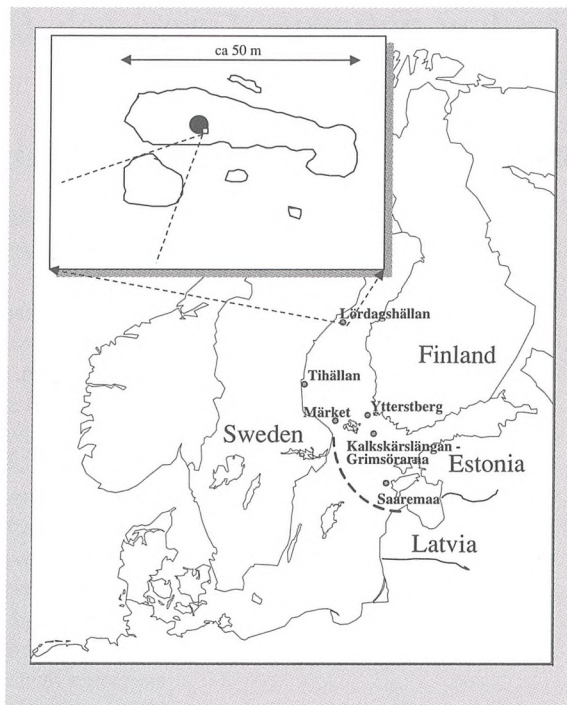 ca 50 m
Lördagshällan
Finland
Tihällan
Ytterstberg
Märket
Sweden
Kalkskärslängan -
Grimsörarna
Estonia
Saaremaa
Latvia